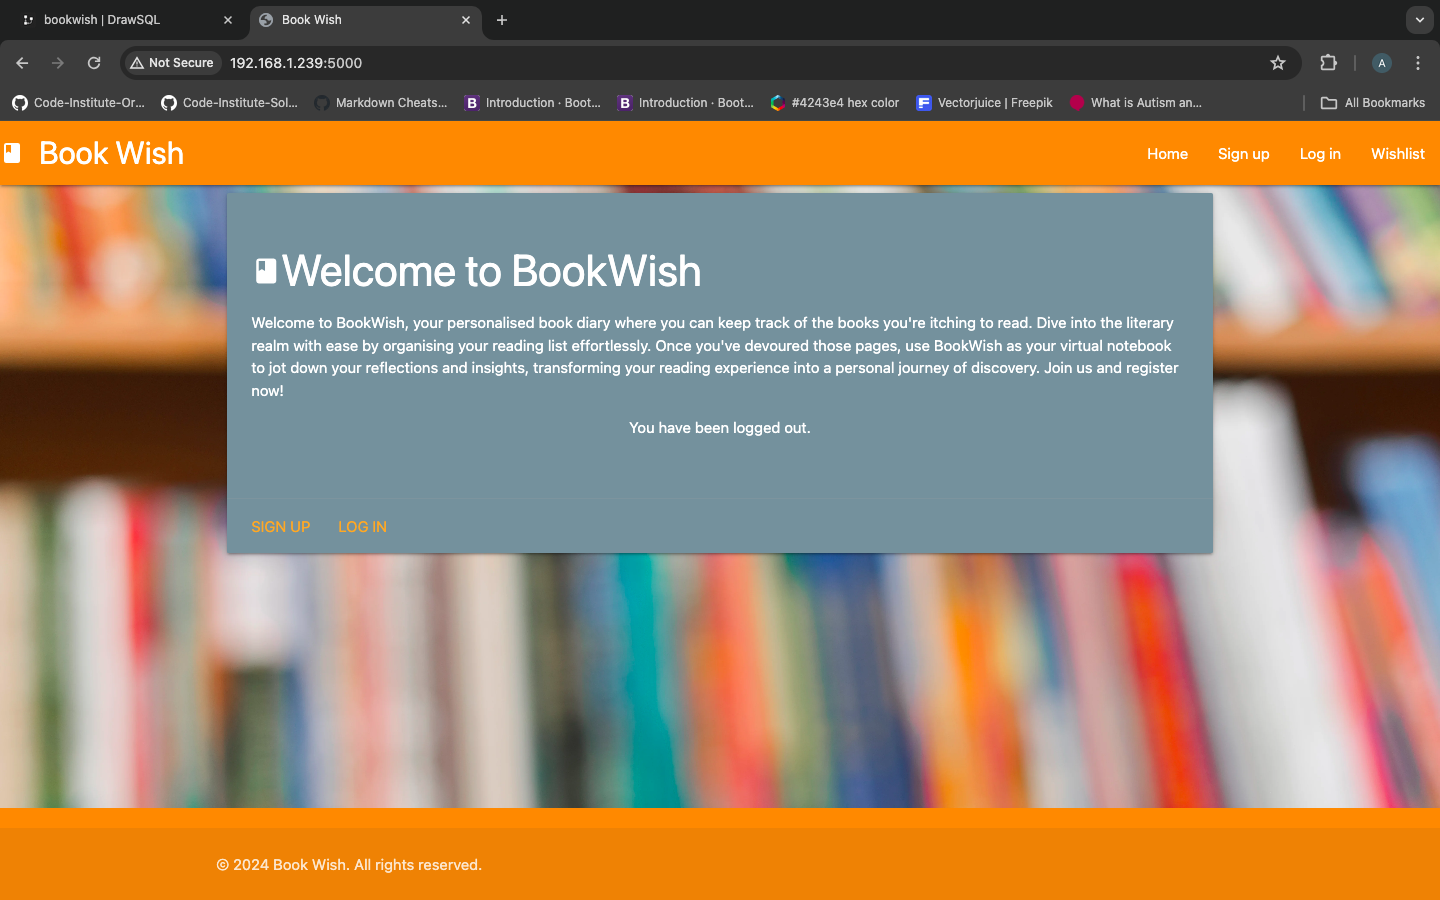 bookwish | DrawSQL
Book Wish
Not Secure 192.168.1.239:5000
A
Code-Institute-Or... Code-Institute-Sol... Markdown Cheats... Introduction · Boot... Introduction · Boot... #4243e4 hex color Vectorjuice | Freepik What is Autism an... All Bookmarks
Book Wish
Home Sign up Log in Wishlist
Welcome to BookWish
Welcome to BookWish, your personalised book diary where you can keep track of the books you're itching to read. Dive into the literary
realm with ease by organising your reading list effortlessly. Once you've devoured those pages, use BookWish as your virtual notebook
to jot down your reflections and insights, transforming your reading experience into a personal journey of discovery. Join us and register
now!
You have been logged out.
SIGN UP LOG IN
© 2024 Book Wish. All rights reserved.